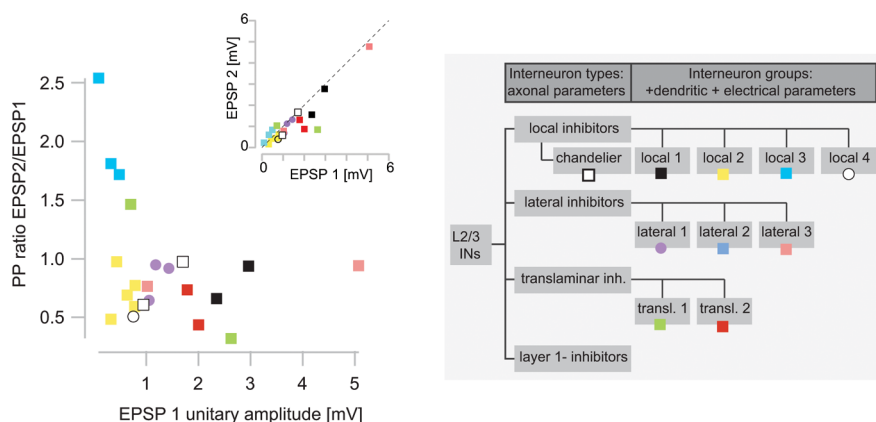 6
EPSP 2
[mV]
0
0
6
EPSP 1 [mV]
PP ratio EPSP2/EPSP1
2.5
2.0
1.5
1.0
0.5
1 2 3 4 5
EPSP 1 unitary amplitude [mV]
Interneuron types:
axonal parameters
Interneuron groups:
+dendritic + electrical parameters
local inhibitors
chandelier
local 1
local 2
local 3
local 4
lateral inhibitors
L2/3
INs
lateral 1
lateral 2
lateral 3
translaminar inh.
transl. 1
transl. 2
layer 1- inhibitors